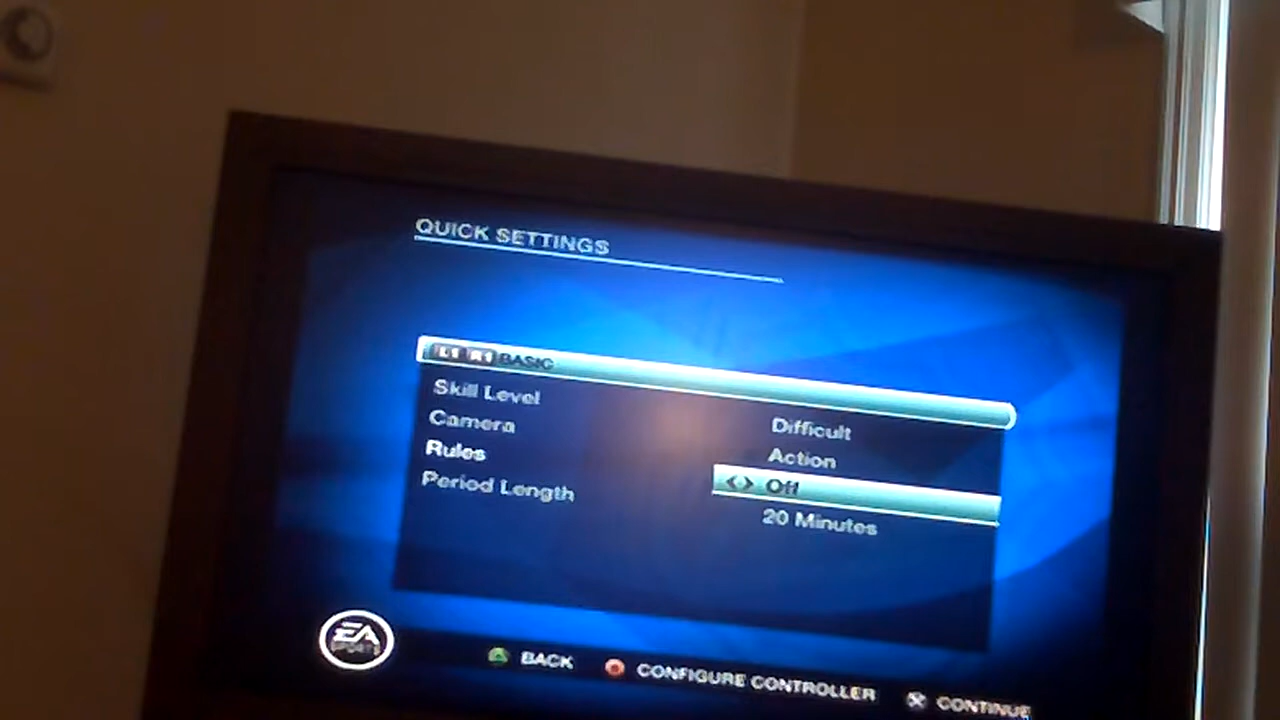 QUICK SETTINGS
L1 R1 BASIC
Skill Level Difficult
Camera Action
Rules Off
Period Length 20 Minutes
EA SPORTS
BACK CONFIGURE CONTROLLER CONTINUE